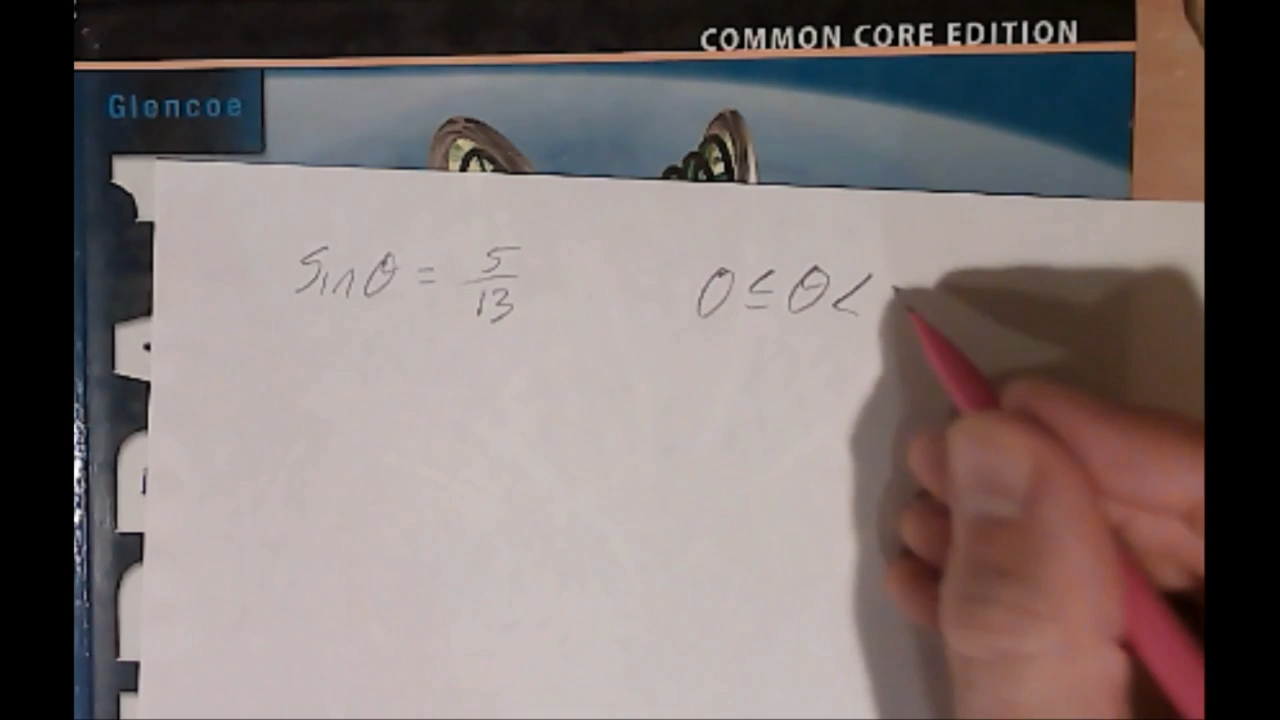 COMMON CORE EDITION
Glencoe
sin θ = 5/13 0 ≤ θ <